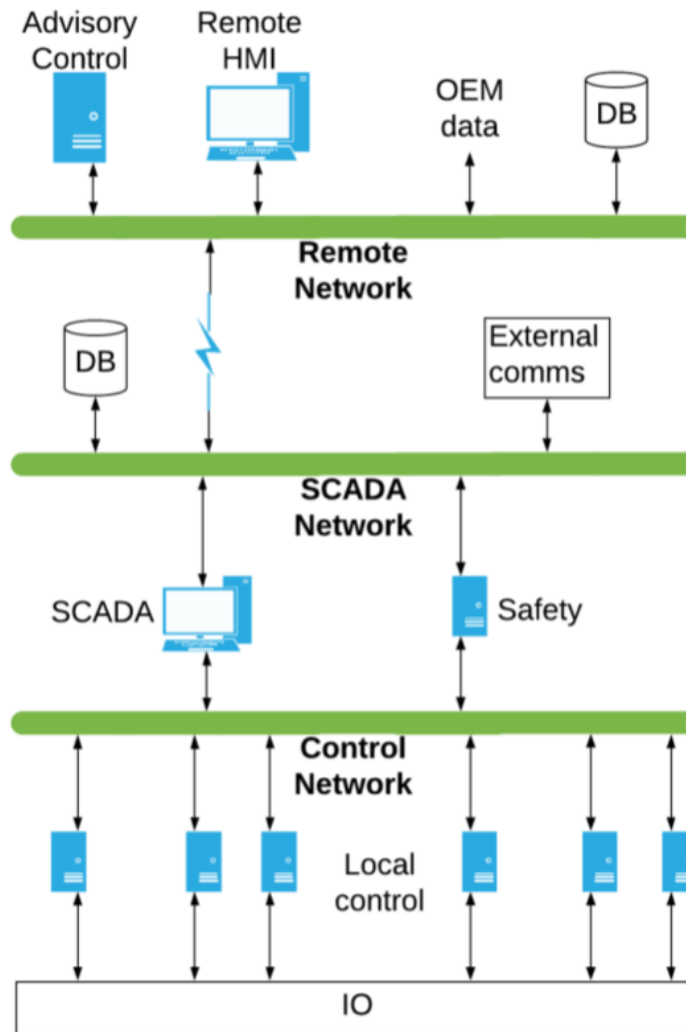 Advisory
Control
Remote
HMI
OEM
data
DB
Remote
Network
DB
External
comms
SCADA
Network
SCADA
Safety
Control
Network
Local
control
IO